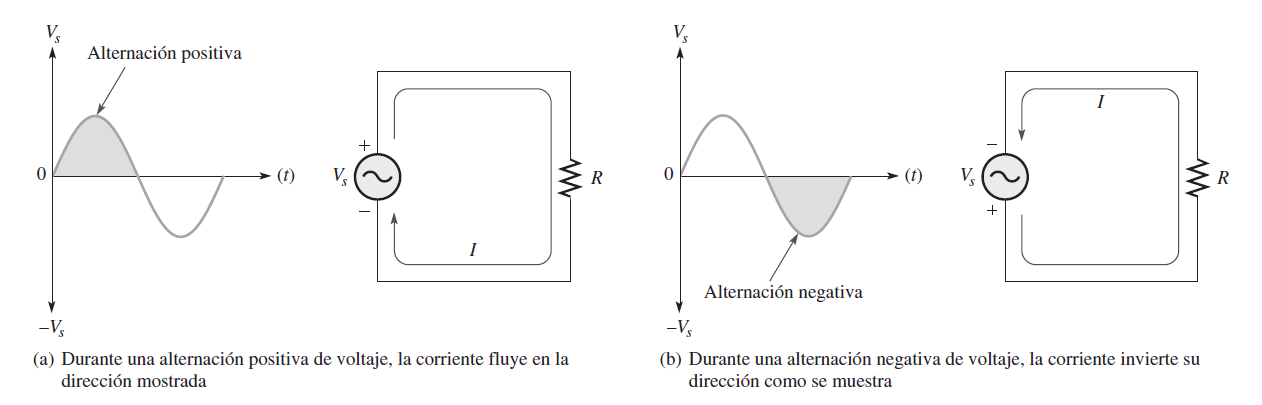 Vs
Alternación positiva
0
(t)
−Vs
+
Vs
−
R
I
(a) Durante una alternación positiva de voltaje, la corriente fluye en la
dirección mostrada
Vs
0
(t)
Alternación negativa
−Vs
I
−
Vs
+
R
(b) Durante una alternación negativa de voltaje, la corriente invierte su
dirección como se muestra